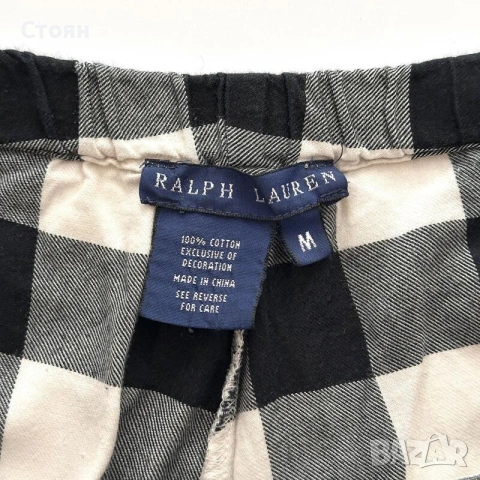 Стоян
RALPH LAUREN
M
100% COTTON
EXCLUSIVE OF
DECORATION
MADE IN CHINA
SEE REVERSE
FOR CARE
BAZAR